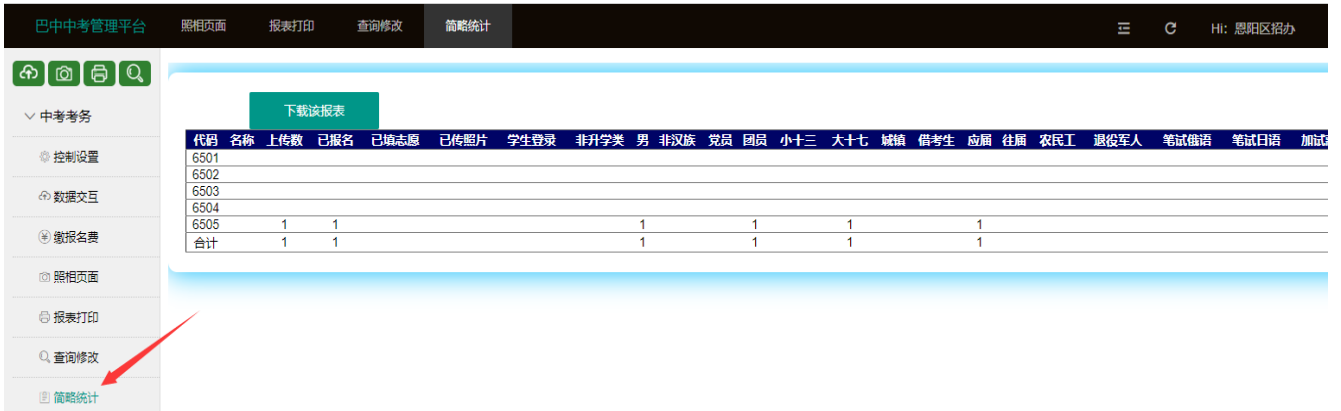 巴中中考管理平台 照相页面 报表打印 查询修改 简略统计 Hi: 恩阳区招办
中考考务
控制设置
数据交互
缴报名费
照相页面
报表打印
查询修改
简略统计
下载该报表
代码 名称 上传数 已报名 已填志愿 已传照片 学生登录 非升学类 男 非汉族 党员 团员 小十三 大十七 城镇 借考生 应届 往届 农民工 退役军人 笔试俄语 笔试日语 加试
6501
6502
6503
6504
6505 1 1 1 1 1 1
合计 1 1 1 1 1 1